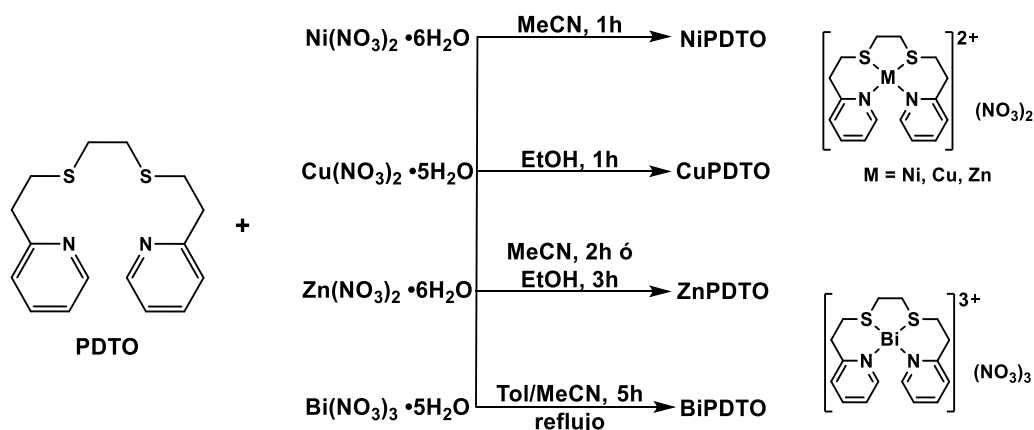 Ni(NO₃)₂ •6H₂O
MeCN, 1h
NiPDTO
Cu(NO₃)₂ •5H₂O
EtOH, 1h
CuPDTO
MeCN, 2h ó
EtOH, 3h
Zn(NO₃)₂ •6H₂O
ZnPDTO
Tol/MeCN, 5h
reflujo
Bi(NO₃)₃ •5H₂O
BiPDTO
S S
N N
PDTO
+
2+
S S
M
N N
(NO₃)₂
M = Ni, Cu, Zn
3+
S S
Bi
N N
(NO₃)₃